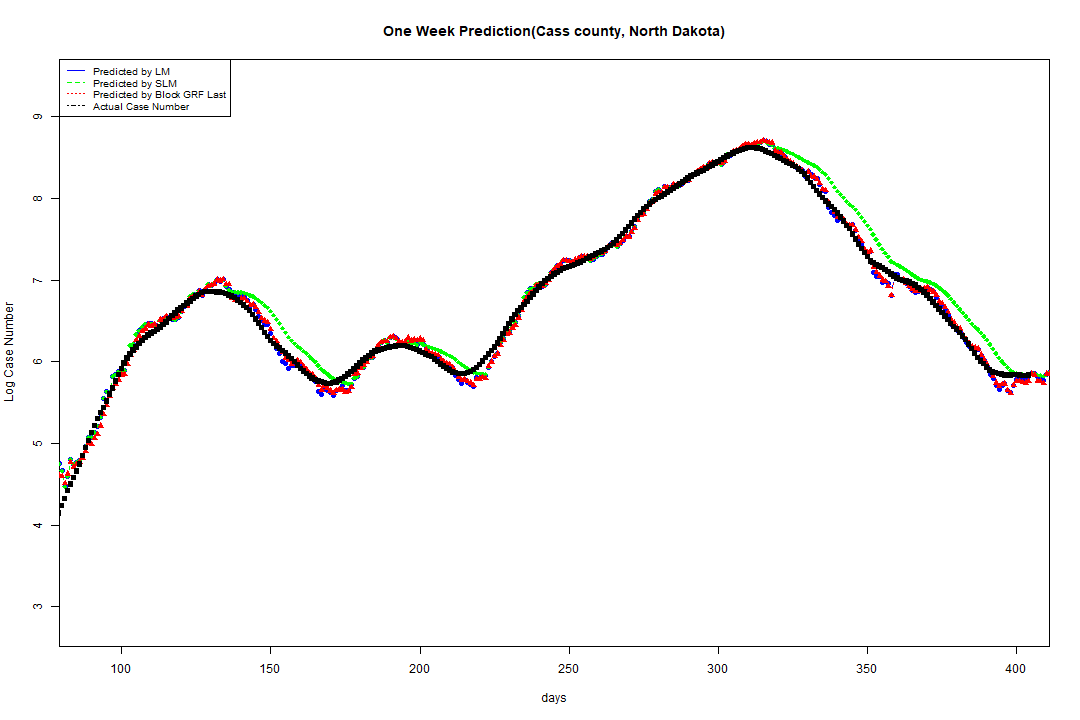 One Week Prediction(Cass county, North Dakota)
Predicted by LM
Predicted by SLM
Predicted by Block GRF Last
Actual Case Number
9
8
7
6
5
4
3
Log Case Number
100 150 200 250 300 350 400
days